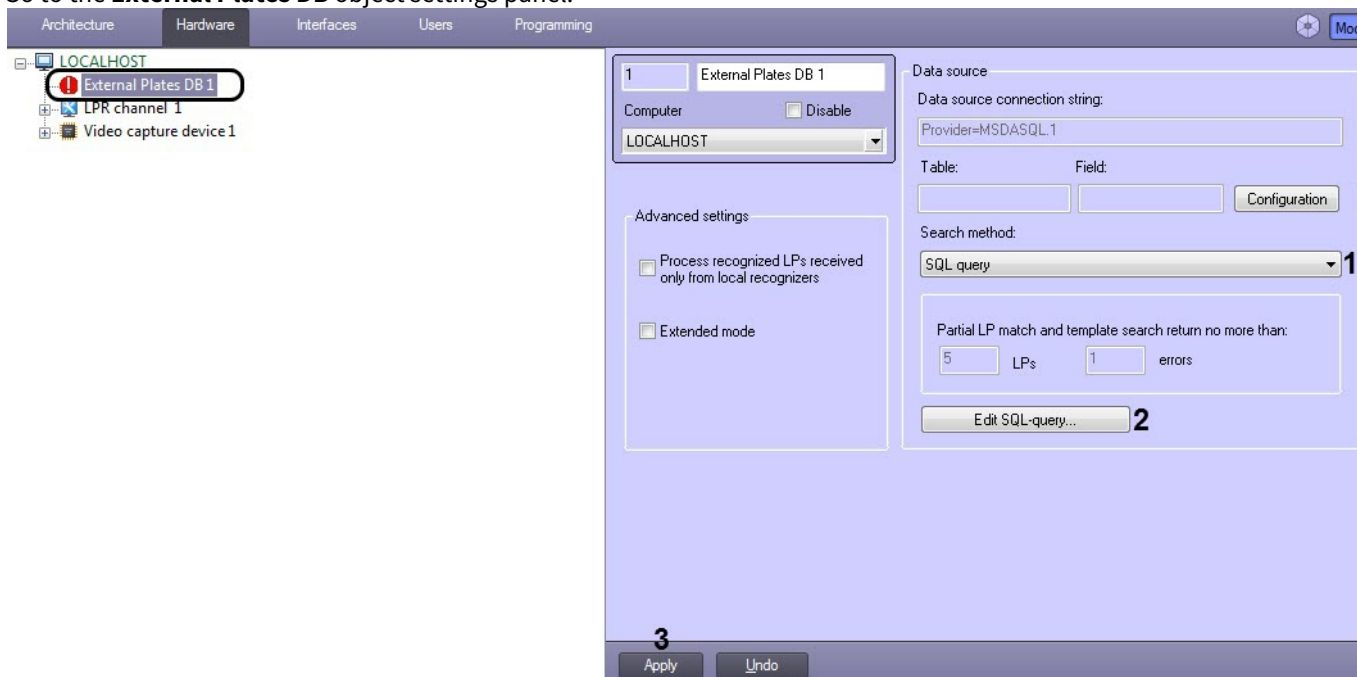 Go to the External Plates DB object settings panel.
Architecture Hardware Interfaces Users Programming
LOCALHOST
External Plates DB 1
LPR channel 1
Video capture device 1
1 External Plates DB 1
Computer Disable
LOCALHOST
Advanced settings
Process recognized LPs received
only from local recognizers
Extended mode
Data source
Data source connection string:
Provider=MSDASQL.1
Table: Field:
Configuration
Search method:
SQL query 1
Partial LP match and template search return no more than:
5 LPs 1 errors
Edit SQL-query... 2
3
Apply Undo